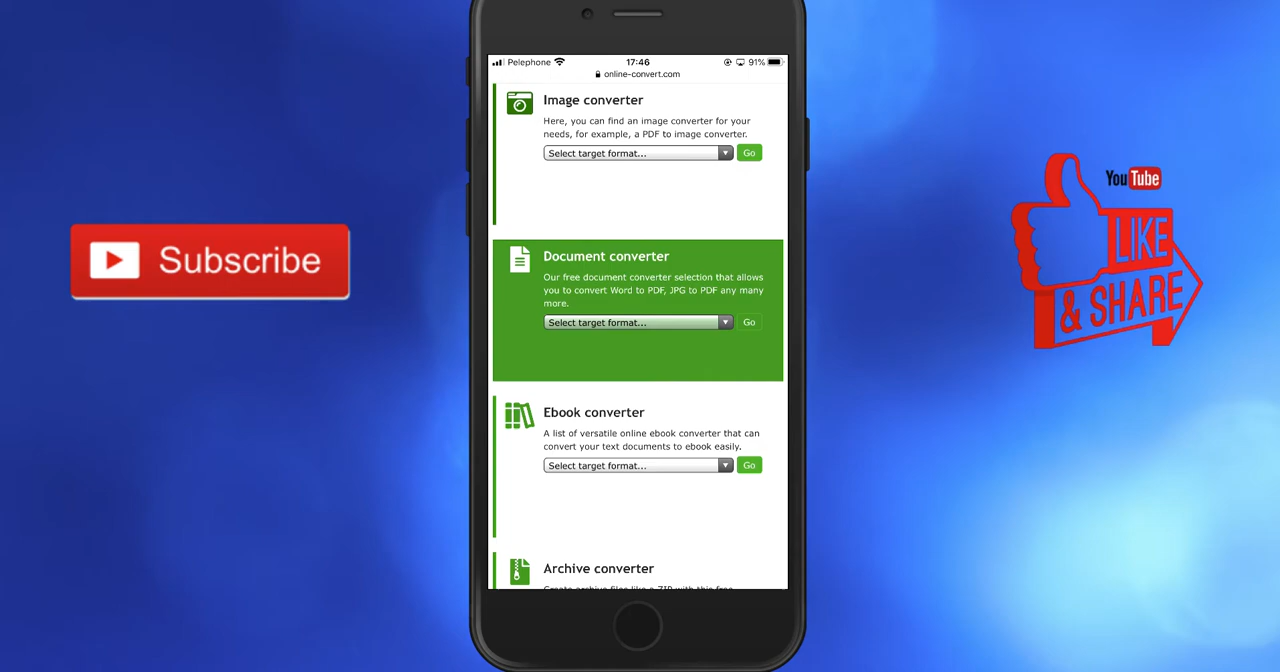 Pelephone 17:46 91%
online-convert.com
Image converter
Here, you can find an image converter for your
needs, for example, a PDF to image converter.
Select target format... Go
Document converter
Our free document converter selection that allows
you to convert Word to PDF, JPG to PDF any many
more.
Select target format... Go
Ebook converter
A list of versatile online ebook converter that can
convert your text documents to ebook easily.
Select target format... Go
Archive converter
Create archive files like a ZIP with this free
Subscribe
YouTube
LIKE
& SHARE